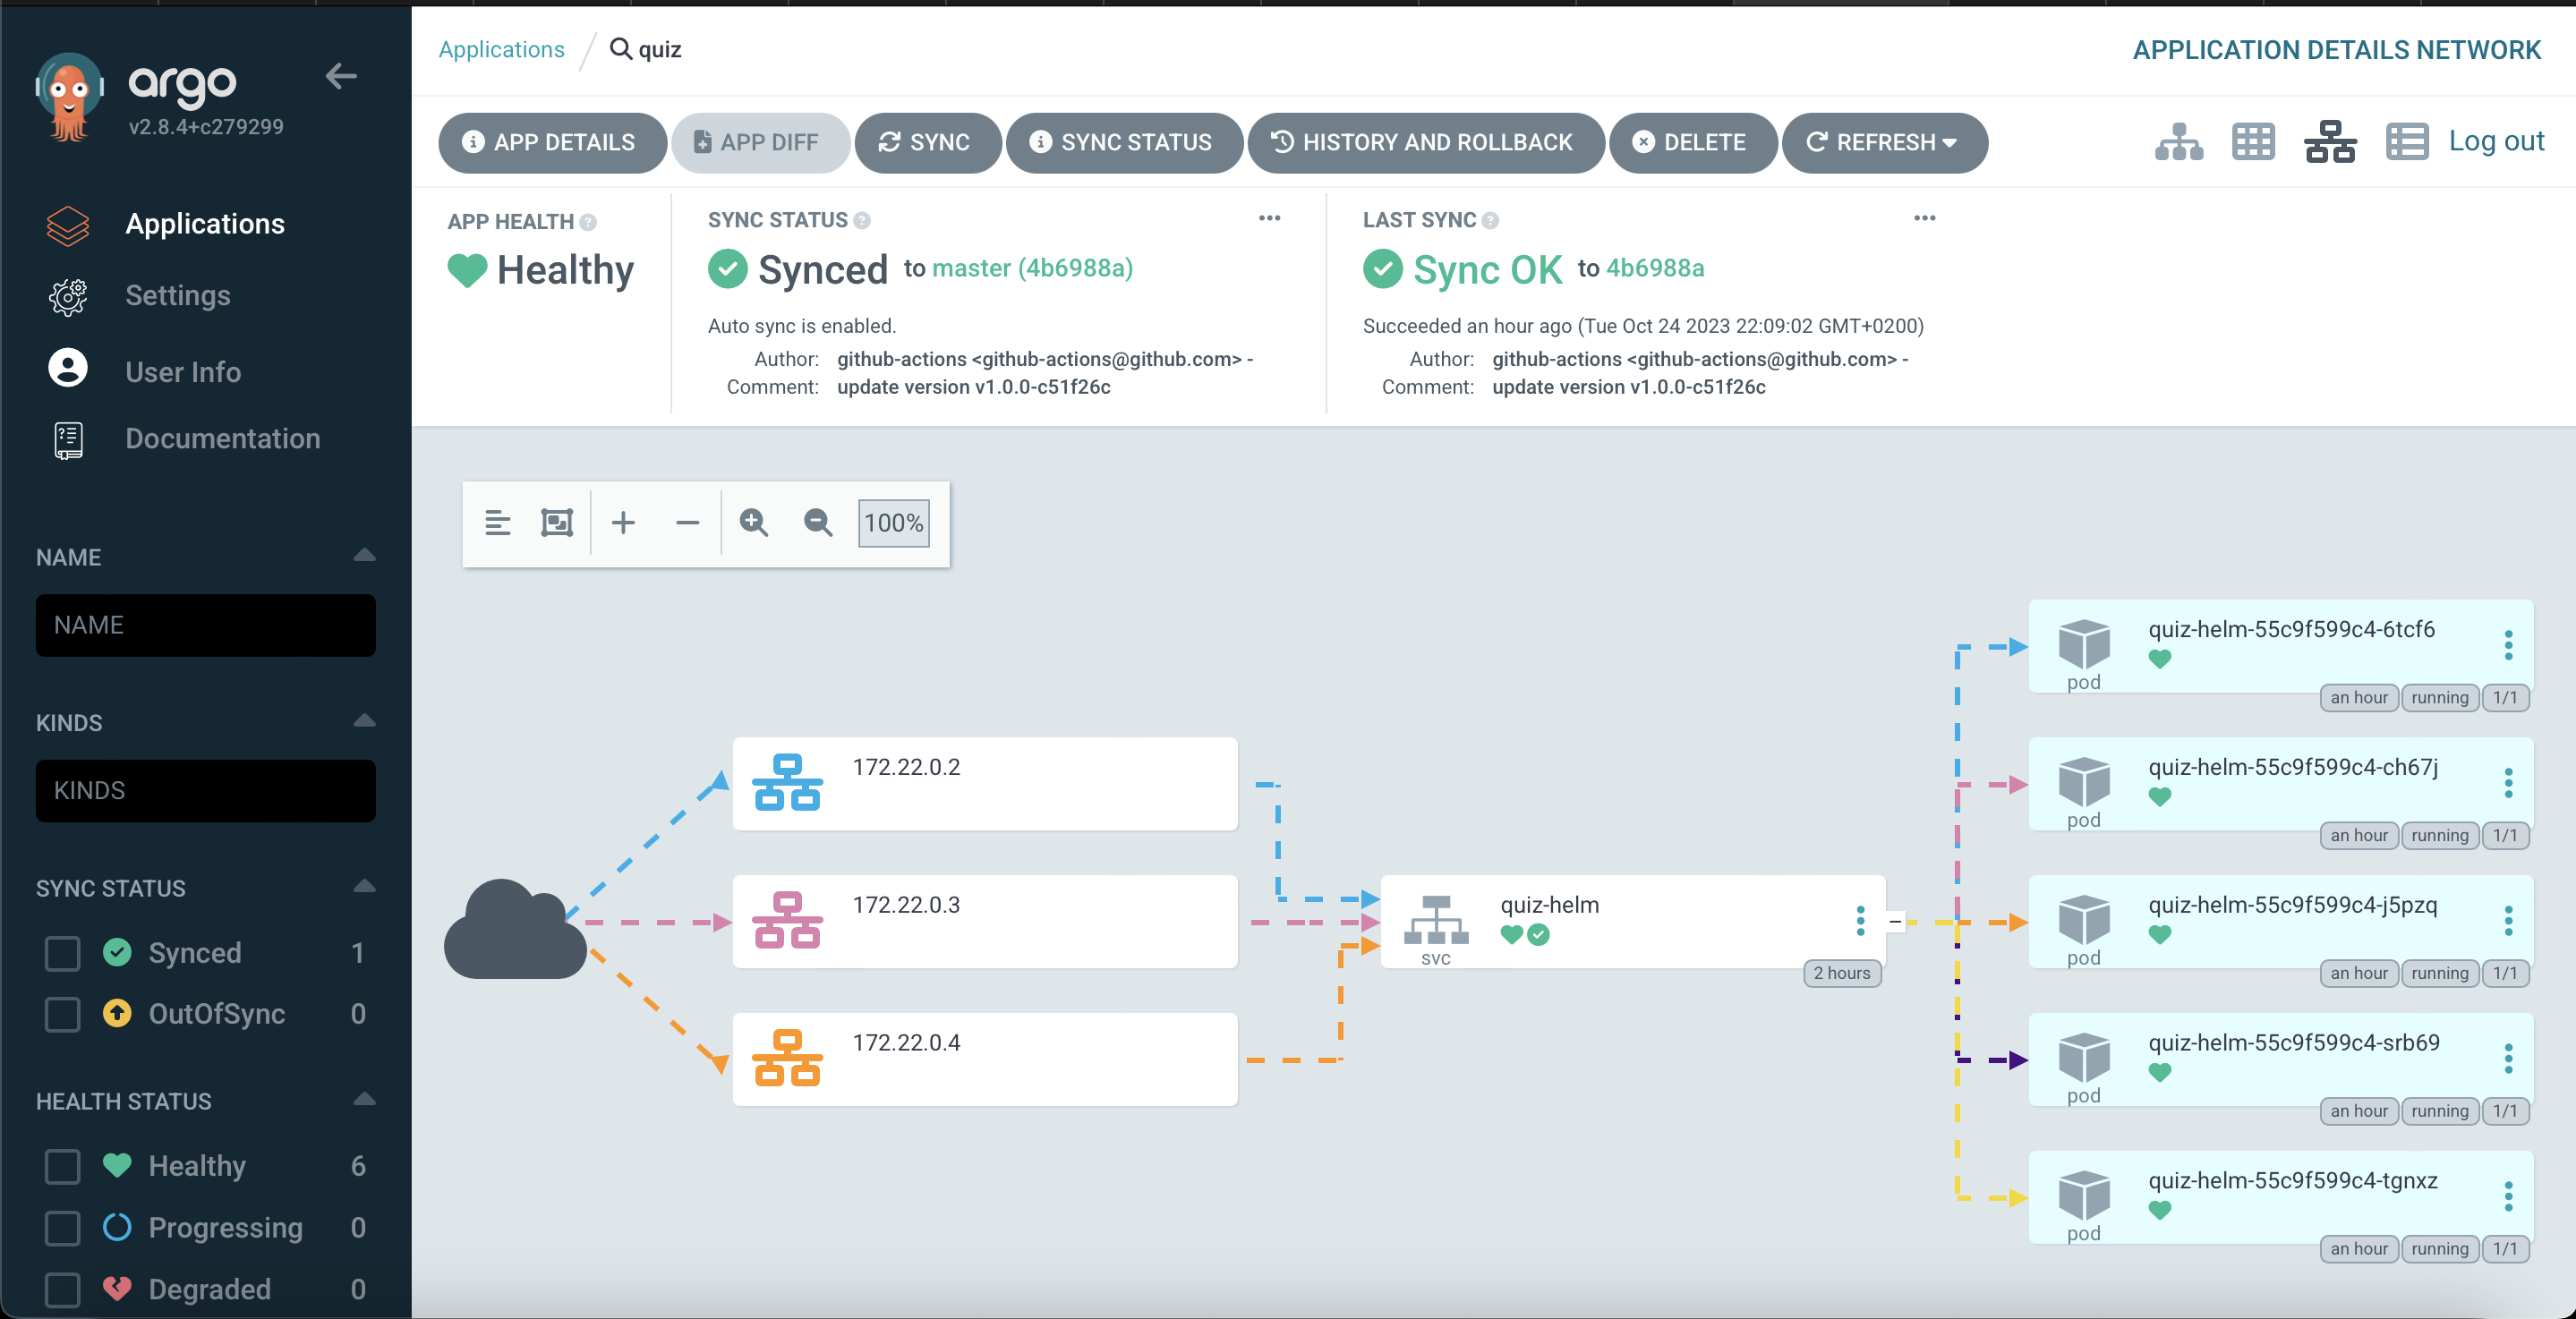 argo
v2.8.4+c279299
Applications
Settings
User Info
Documentation
NAME
NAME
KINDS
KINDS
SYNC STATUS
Synced 1
OutOfSync 0
HEALTH STATUS
Healthy 6
Progressing 0
Degraded 0
Applications / quiz
APPLICATION DETAILS NETWORK
APP DETAILS APP DIFF SYNC SYNC STATUS HISTORY AND ROLLBACK DELETE REFRESH Log out
APP HEALTH
Healthy
SYNC STATUS
Synced to master (4b6988a)
Auto sync is enabled.
Author: github-actions <github-actions@github.com> -
Comment: update version v1.0.0-c51f26c
LAST SYNC
Sync OK to 4b6988a
Succeeded an hour ago (Tue Oct 24 2023 22:09:02 GMT+0200)
Author: github-actions <github-actions@github.com> -
Comment: update version v1.0.0-c51f26c
100%
172.22.0.2
172.22.0.3
172.22.0.4
quiz-helm
svc
2 hours
quiz-helm-55c9f599c4-6tcf6
pod
an hour running 1/1
quiz-helm-55c9f599c4-ch67j
pod
an hour running 1/1
quiz-helm-55c9f599c4-j5pzq
pod
an hour running 1/1
quiz-helm-55c9f599c4-srb69
pod
an hour running 1/1
quiz-helm-55c9f599c4-tgnxz
pod
an hour running 1/1